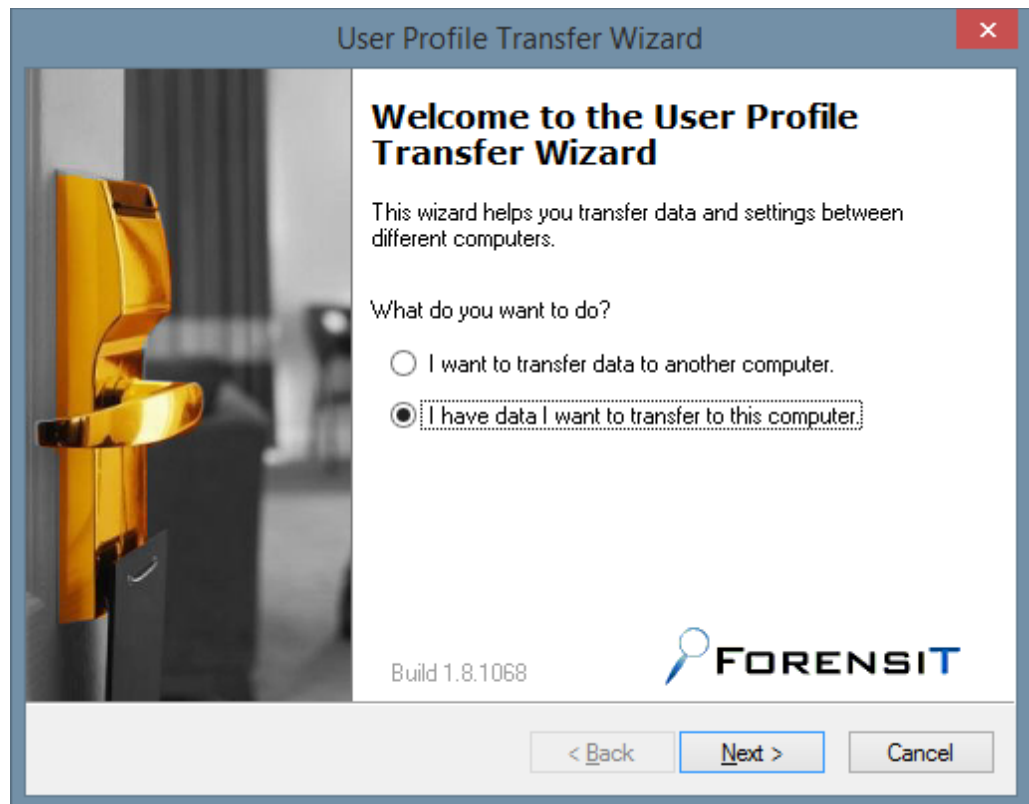 User Profile Transfer Wizard
Welcome to the User Profile
Transfer Wizard
This wizard helps you transfer data and settings between
different computers.
What do you want to do?
I want to transfer data to another computer.
I have data I want to transfer to this computer.
Build 1.8.1068
FORENSIT
< Back
Next >
Cancel